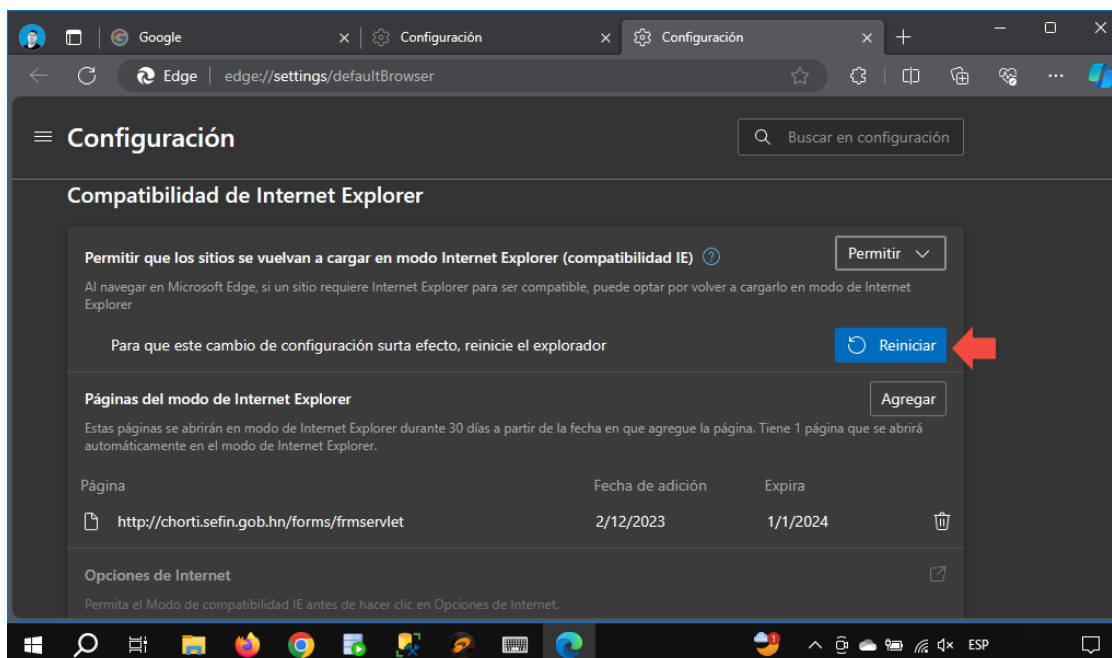 Google
Configuración
Configuración
Edge
edge://settings/defaultBrowser
Configuración
Buscar en configuración
Compatibilidad de Internet Explorer
Permitir que los sitios se vuelvan a cargar en modo Internet Explorer (compatibilidad IE)
Permitir
Al navegar en Microsoft Edge, si un sitio requiere Internet Explorer para ser compatible, puede optar por volver a cargarlo en modo de Internet
Explorer
Para que este cambio de configuración surta efecto, reinicie el explorador
Reiniciar
Páginas del modo de Internet Explorer
Agregar
Estas páginas se abrirán en modo de Internet Explorer durante 30 días a partir de la fecha en que agregue la página. Tiene 1 página que se abrirá
automáticamente en el modo de Internet Explorer.
Página Fecha de adición Expira
http://chorti.sefin.gob.hn/forms/frmservlet 2/12/2023 1/1/2024
Opciones de Internet
Permita el Modo de compatibilidad IE antes de hacer clic en Opciones de Internet.
1
ESP